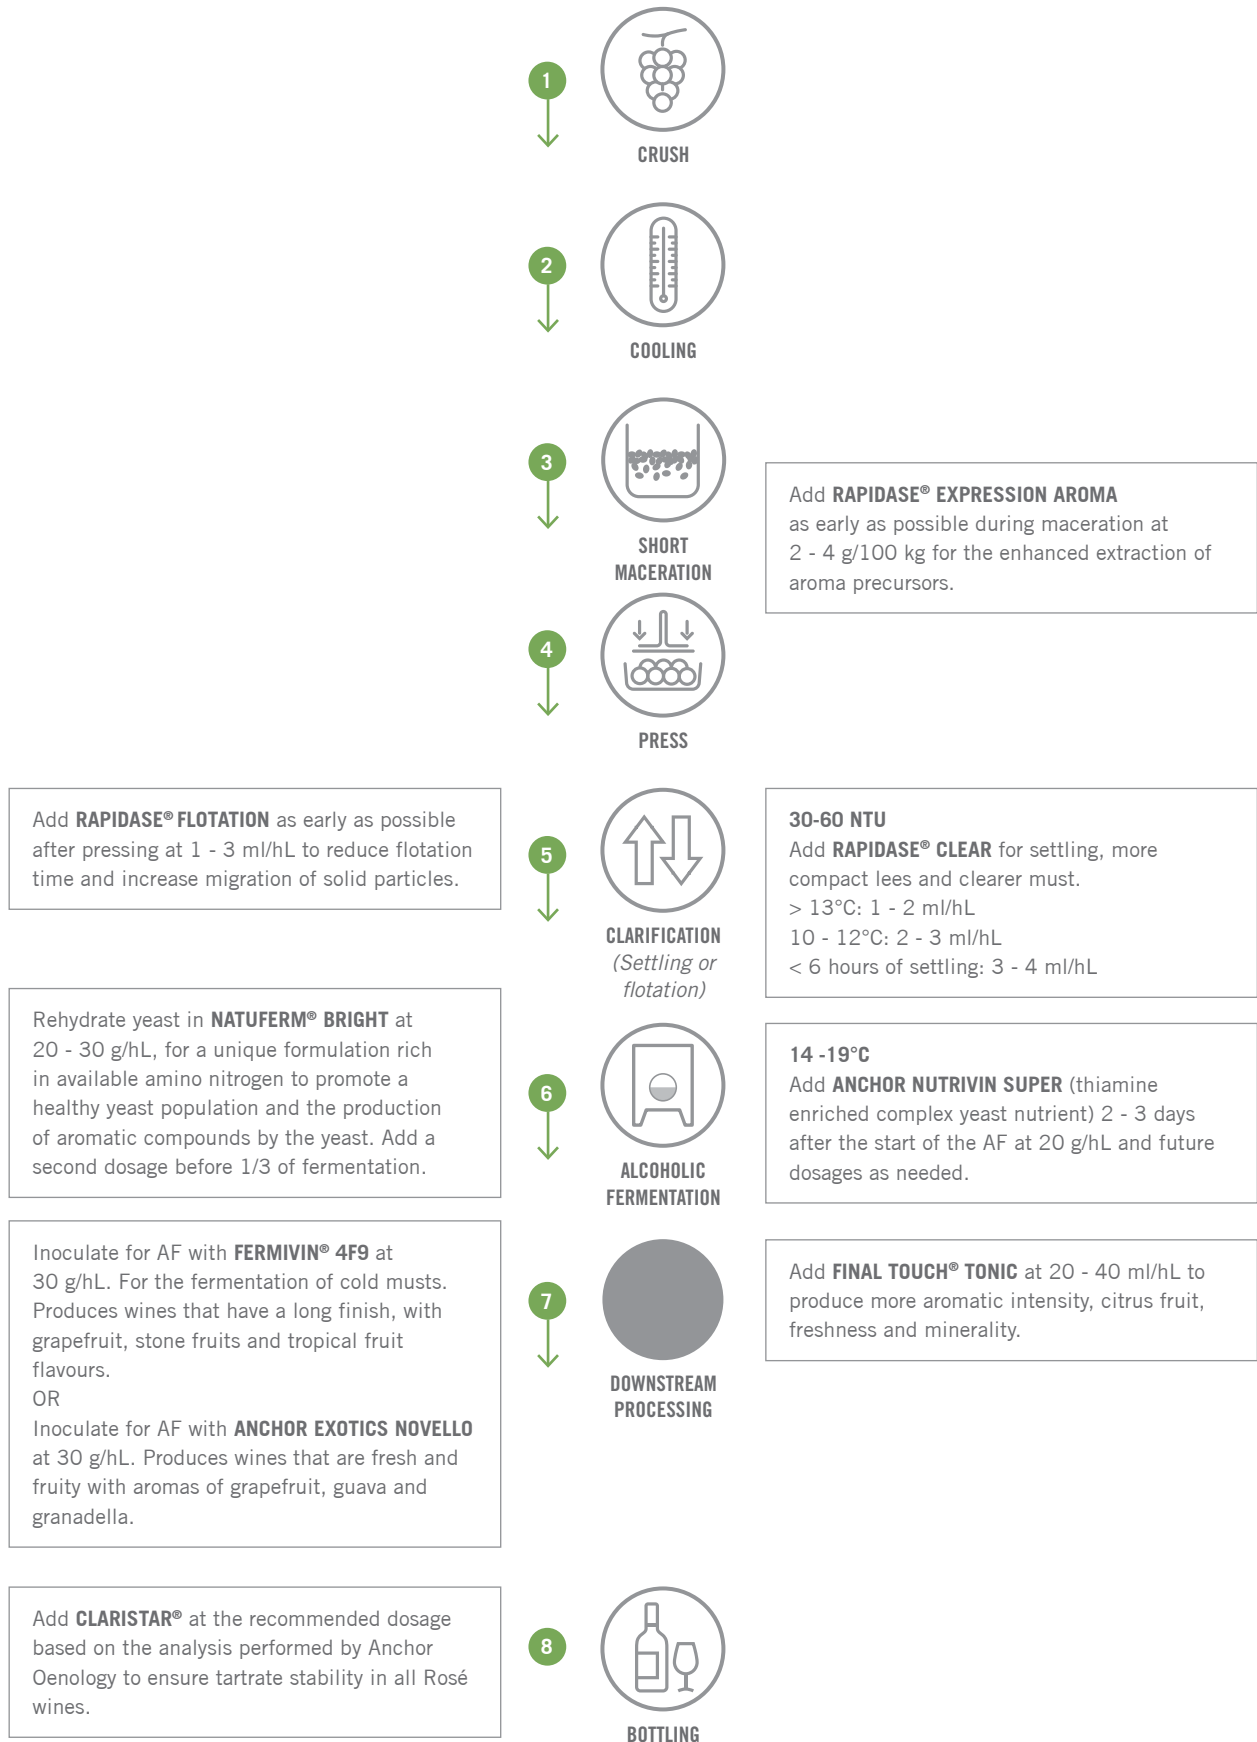 1
CRUSH
2
COOLING
3
SHORT
MACERATION
Add RAPIDASE® EXPRESSION AROMA
as early as possible during maceration at
2 - 4 g/100 kg for the enhanced extraction of
aroma precursors.
4
PRESS
Add RAPIDASE® FLOTATION as early as possible
after pressing at 1 - 3 ml/hL to reduce flotation
time and increase migration of solid particles.
5
CLARIFICATION
(Settling or
flotation)
30-60 NTU
Add RAPIDASE® CLEAR for settling, more
compact lees and clearer must.
> 13°C: 1 - 2 ml/hL
10 - 12°C: 2 - 3 ml/hL
< 6 hours of settling: 3 - 4 ml/hL
Rehydrate yeast in NATUFERM® BRIGHT at
20 - 30 g/hL, for a unique formulation rich
in available amino nitrogen to promote a
healthy yeast population and the production
of aromatic compounds by the yeast. Add a
second dosage before 1/3 of fermentation.
6
ALCOHOLIC
FERMENTATION
14 -19°C
Add ANCHOR NUTRIVIN SUPER (thiamine
enriched complex yeast nutrient) 2 - 3 days
after the start of the AF at 20 g/hL and future
dosages as needed.
Inoculate for AF with FERMIVIN® 4F9 at
30 g/hL. For the fermentation of cold musts.
Produces wines that have a long finish, with
grapefruit, stone fruits and tropical fruit
flavours.
OR
Inoculate for AF with ANCHOR EXOTICS NOVELLO
at 30 g/hL. Produces wines that are fresh and
fruity with aromas of grapefruit, guava and
granadella.
7
DOWNSTREAM
PROCESSING
Add FINAL TOUCH® TONIC at 20 - 40 ml/hL to
produce more aromatic intensity, citrus fruit,
freshness and minerality.
Add CLARISTAR® at the recommended dosage
based on the analysis performed by Anchor
Oenology to ensure tartrate stability in all Rosé
wines.
8
BOTTLING